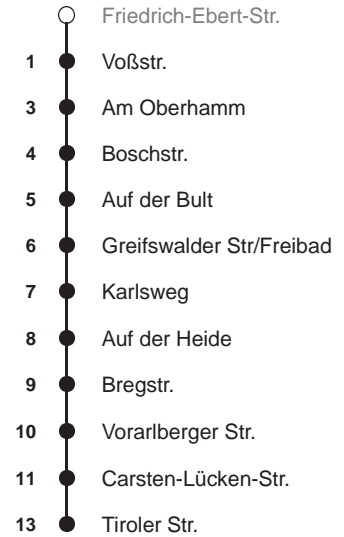 Friedrich-Ebert-Str.
1 Voßstr.
3 Am Oberhamm
4 Boschstr.
5 Auf der Bult
6 Greifswalder Str/Freibad
7 Karlsweg
8 Auf der Heide
9 Bregstr.
10 Vorarlberger Str.
11 Carsten-Lücken-Str.
13 Tiroler Str.